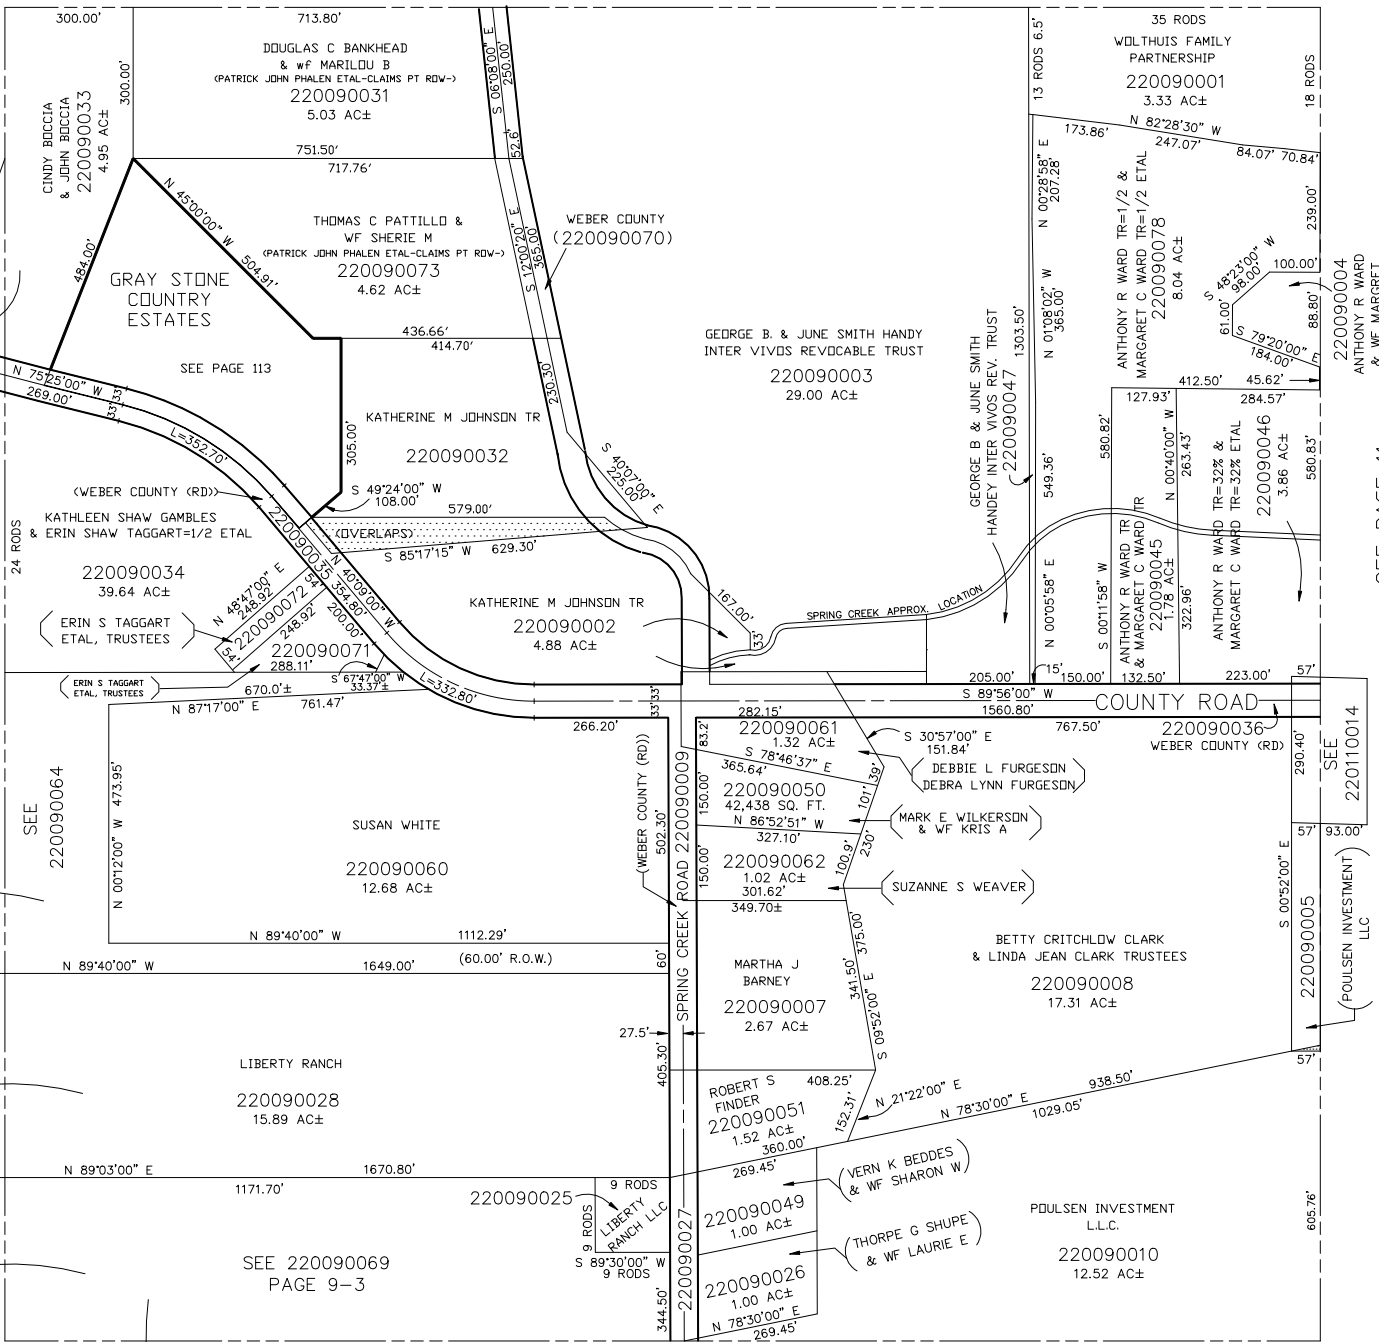 300.00'
713.80'
DOUGLAS C BANKHEAD
& wf MARILOU B
(PATRICK JOHN PHALEN ETAL-CLAIMS PT ROW-)
220090031
5.03 AC±
300.00'
CINDY BOCCIA
& JOHN BOCCIA
220090033
4.95 AC±
S 06°08'00" E
250.00'
52.6'
751.50'
717.76'
13 RODS 6.5'
35 RODS
WOLTHUIS FAMILY
PARTNERSHIP
220090001
3.33 AC±
18 RODS
N 82°28'30" W
173.86'
247.07'
84.07'
70.84'
N 45°00'00" W
504.91'
484.00'
GRAY STONE
COUNTRY
ESTATES
SEE PAGE 113
THOMAS C PATTILLO &
WF SHERIE M
(PATRICK JOHN PHALEN ETAL-CLAIMS PT ROW-)
220090073
4.62 AC±
S 12°00'20" E
365.00'
WEBER COUNTY
(220090070)
436.66'
414.70'
230.30'
GEORGE B. & JUNE SMITH HANDY
INTER VIVOS REVOCABLE TRUST
220090003
29.00 AC±
GEORGE B & JUNE SMITH
HANDEY INTER VIVOS REV. TRUST
220090047
1303.50'
N 00°28'58" E
207.28'
N 01°08'02" W
365.00'
549.36'
N 00°05'58" E
ANTHONY R WARD TR=1/2 &
MARGARET C WARD TR=1/2 ETAL
220090078
8.04 AC±
239.00'
S 48°23'00" W
98.00'
100.00'
61.00'
88.80'
S 79°20'00" E
184.00'
220090004
ANTHONY R WARD
& WF MARGRET
412.50'
45.62'
127.93'
284.57'
580.82'
N 00°40'00" W
263.43'
S 00°11'58" W
322.96'
ANTHONY R WARD TR
& MARGARET C WARD TR
220090045
1.78 AC±
ANTHONY R WARD TR=32% &
MARGARET C WARD TR=32% ETAL
220090046
3.86 AC±
580.83'
N 75°25'00" W
269.00'
33'33'
L=352.70'
305.00'
KATHERINE M JOHNSON TR
220090032
S 49°24'00" W
108.00'
579.00'
(OVERLAPS)
S 85°17'15" W
629.30'
S 40°07'00" E
225.00'
(WEBER COUNTY (RD))
24 RODS
KATHLEEN SHAW GAMBLES
& ERIN SHAW TAGGART=1/2 ETAL
220090034
39.64 AC±
220090035
N 40°09'00" W
354.80'
200.00'
N 48°47'00" E
248.92'
220090072
248.92'
54'
54'
ERIN S TAGGART
ETAL, TRUSTEES
220090071
288.11'
ERIN S TAGGART
ETAL, TRUSTEES
S 67°47'00" W
33.37'±
670.0'±
N 87°17'00" E
761.47'
L=332.80'
KATHERINE M JOHNSON TR
220090002
4.88 AC±
167.00'
33'
SPRING CREEK APPROX. LOCATION
205.00'
15'
150.00'
132.50'
223.00'
57'
S 89°56'00" W
1560.80'
COUNTY ROAD
266.20'
33'33'
282.15'
767.50'
220090036
WEBER COUNTY (RD)
290.40'
SEE
220110014
SEE
220090064
N 00°12'00" W 473.95'
SUSAN WHITE
220090060
12.68 AC±
(WEBER COUNTY (RD))
502.30'
SPRING CREEK ROAD 220090009
83.2'
220090061
1.32 AC±
S 78°46'37" E
365.64'
S 30°57'00" E
151.84'
DEBBIE L FURGESON
DEBRA LYNN FURGESON
150.00'
220090050
42,438 SQ. FT.
N 86°52'51" W
327.10'
39'
101'
230'
MARK E WILKERSON
& WF KRIS A
150.00'
220090062
1.02 AC±
301.62'
349.70±
100.9'
SUZANNE S WEAVER
57'
93.00'
S 00°52'00" E
220090005
POULSEN INVESTMENT
LLC
57'
N 89°40'00" W
1112.29'
(60.00' R.O.W.)
N 89°40'00" W
1649.00'
60'
MARTHA J
BARNEY
220090007
2.67 AC±
S 09°52'00" E
341.50'
375.00'
BETTY CRITCHLOW CLARK
& LINDA JEAN CLARK TRUSTEES
220090008
17.31 AC±
27.5'
405.30'
LIBERTY RANCH
220090028
15.89 AC±
ROBERT S
FINDER
220090051
1.52 AC±
408.25'
152.31'
N 21°22'00" E
360.00'
269.45'
N 78°30'00" E
938.50'
1029.05'
N 89°03'00" E
1670.80'
1171.70'
220090025
9 RODS
9 RODS
LIBERTY
RANCH LLC
S 89°30'00" W
9 RODS
344.50'
220090027
SEE 220090069
PAGE 9-3
220090049
1.00 AC±
VERN K BEDDES
& WF SHARON W
220090026
1.00 AC±
THORPE G SHUPE
& WF LAURIE E
N 78°30'00" E
269.45'
POULSEN INVESTMENT
L.L.C.
220090010
12.52 AC±
605.76'